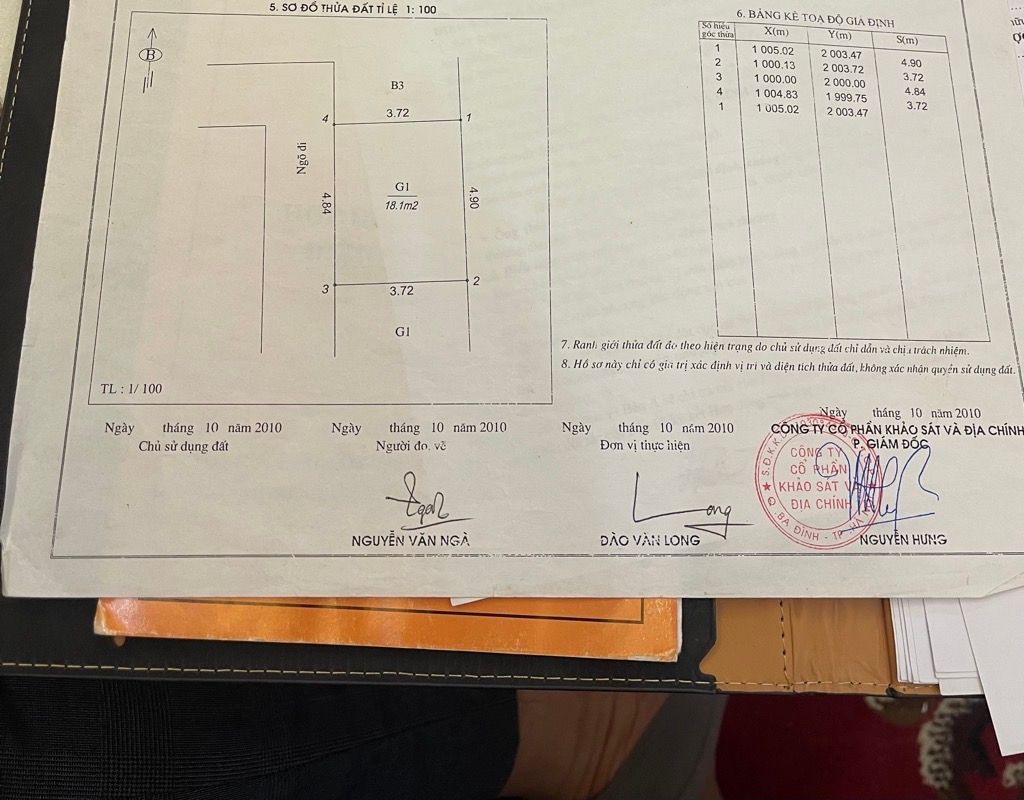 5. SƠ ĐỒ THỬA ĐẤT TỈ LỆ 1: 100
B
B3
3.72
4
1
Ngõ đi
4.84
G1
18.1m2
4.90
3
3.72
2
G1
TL : 1/ 100
6. BẢNG KÊ TOẠ ĐỘ GIẢ ĐỊNH
Số hiệu góc thửa X(m) Y(m) S(m)
1 1 005.02 2 003.47
4.90
2 1 000.13 2 003.72
3.72
3 1 000.00 2 000.00
4.84
4 1 004.83 1 999.75
3.72
1 1 005.02 2 003.47
7. Ranh giới thửa đất đo theo hiện trạng do chủ sử dụng đất chỉ dẫn và chịu trách nhiệm.
8. Hồ sơ này chỉ có giá trị xác định vị trí và diện tích thửa đất, không xác nhận quyền sử dụng đất.
Ngày tháng 10 năm 2010
Chủ sử dụng đất
Ngày tháng 10 năm 2010
Người đo, vẽ
NGUYỄN VĂN NGÀ
Ngày tháng 10 năm 2010
Đơn vị thực hiện
Long
ĐÀO VĂN LONG
Ngày tháng 10 năm 2010
CÔNG TY CỔ PHẦN KHẢO SÁT VÀ ĐỊA CHÍNH
P. GIÁM ĐỐC
CÔNG TY
CỔ PHẦN
KHẢO SÁT VÀ
ĐỊA CHÍNH
Q. BA ĐÌNH - TP. HÀ
NGUYỄN HƯNG